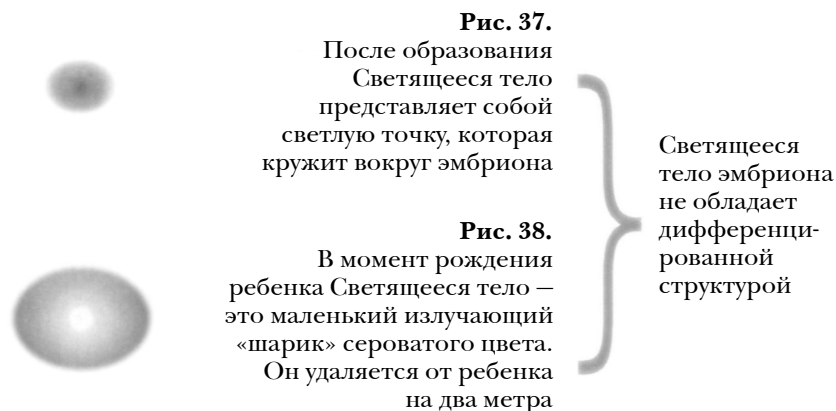 Рис. 37.
После образования
Светящееся тело
представляет собой
светлую точку, которая
кружит вокруг эмбриона
Рис. 38.
В момент рождения
ребенка Светящееся тело —
это маленький излучающий
«шарик» сероватого цвета.
Он удаляется от ребенка
на два метра
Светящееся
тело эмбриона
не обладает
дифференци-
рованной
структурой